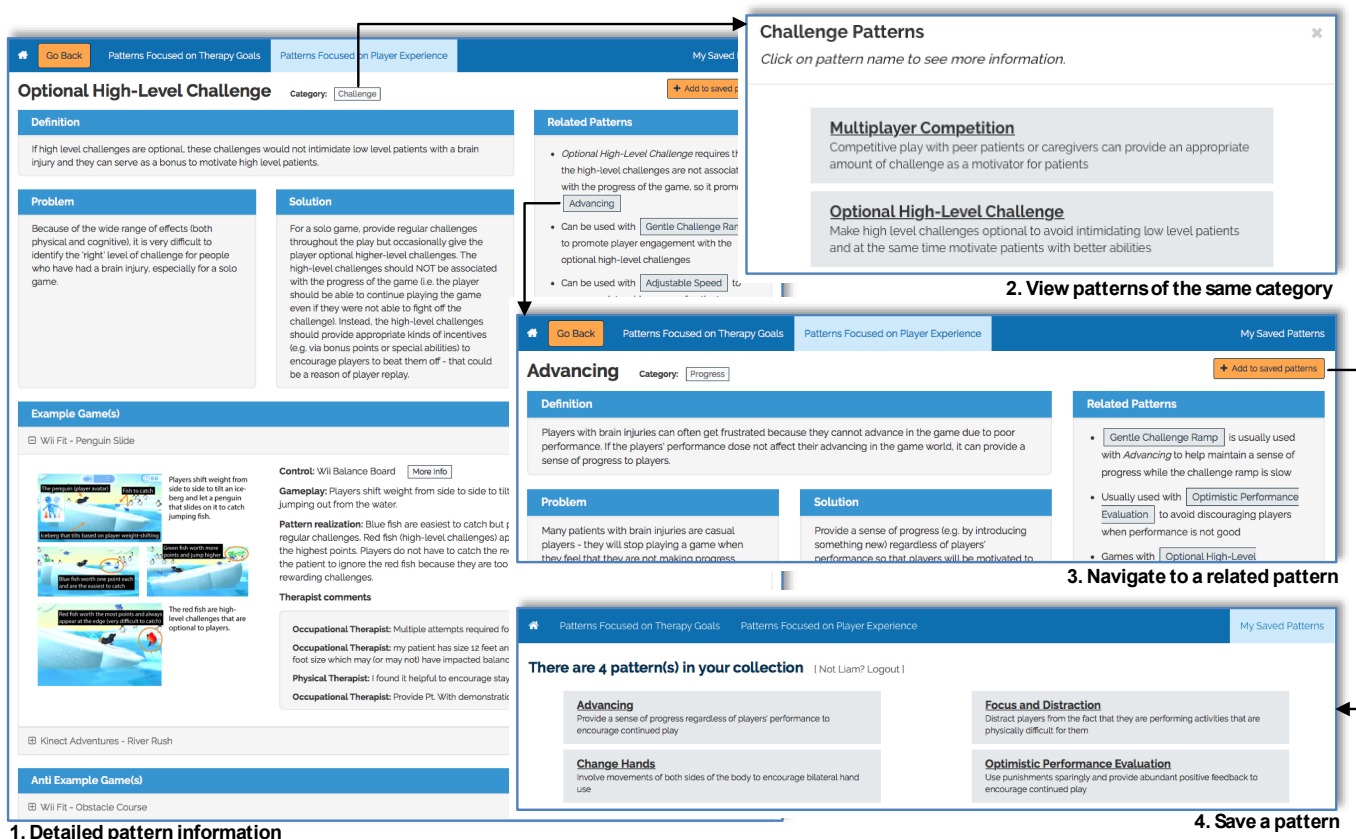 Go Back
Patterns Focused on Therapy Goals
Patterns Focused on Player Experience
My Saved
Optional High-Level Challenge
Category: Challenge
+ Add to saved p
Definition
If high level challenges are optional, these challenges would not intimidate low level patients with a brain
injury and they can serve as a bonus to motivate high level patients.
Problem
Because of the wide range of effects (both
physical and cognitive), it is very difficult to
identify the 'right' level of challenge for people
who have had a brain injury, especially for a solo
game.
Solution
For a solo game, provide regular challenges
throughout the play but occasionally give the
player optional higher-level challenges. The
high-level challenges should NOT be associated
with the progress of the game (i.e. the player
should be able to continue playing the game
even if they were not able to fight off the
challenge). Instead, the high-level challenges
should provide appropriate kinds of incentives
(e.g. via bonus points or special abilities) to
encourage players to beat them off - that could
be a reason of player replay.
Related Patterns
• Optional High-Level Challenge requires th
the high-level challenges are not associat
with the progress of the game, so it prom
Advancing
• Can be used with Gentle Challenge Ram
to promote player engagement with the
optional high-level challenges
• Can be used with Adjustable Speed to
Example Game(s)
Wii Fit - Penguin Slide
The penguin (player avatar)
Fish to catch
Iceberg that tilts based on player weight-shifting
Players shift weight from
side to side to tilt an ice-
berg and let a penguin
that slides on it to catch
jumping fish.
Green fish worth more
points and jump higher
Blue fish worth one point each
and are the easiest to catch
Red fish worth the most points and always
appear at the edge (very difficult to catch)
The red fish are high-
level challenges that are
optional to players.
Control: Wii Balance Board More Info
Gameplay: Players shift weight from side to side to tilt
jumping out from the water.
Pattern realization: Blue fish are easiest to catch but p
regular challenges. Red fish (high-level challenges) ap
the highest points. Players do not have to catch the re
the patient to ignore the red fish because they are too
rewarding challenges.
Therapist comments
Occupational Therapist: Multiple attempts required fo
Occupational Therapist: my patient has size 12 feet an
foot size which may (or may not) have impacted balanc
Physical Therapist: I found it helpful to encourage stay
Occupational Therapist: Provide Pt. With demonstratio
Kinect Adventures - River Rush
Anti Example Game(s)
Wii Fit - Obstacle Course
1. Detailed pattern information
Challenge Patterns
Click on pattern name to see more information.
Multiplayer Competition
Competitive play with peer patients or caregivers can provide an appropriate
amount of challenge as a motivator for patients
Optional High-Level Challenge
Make high level challenges optional to avoid intimidating low level patients
and at the same time motivate patients with better abilities
2. View patterns of the same category
Go Back
Patterns Focused on Therapy Goals
Patterns Focused on Player Experience
My Saved Patterns
Advancing
Category: Progress
+ Add to saved patterns
Definition
Players with brain injuries can often get frustrated because they cannot advance in the game due to poor
performance. If the players' performance dose not affect their advancing in the game world, it can provide a
sense of progress to players.
Problem
Many patients with brain injuries are casual
players - they will stop playing a game when
they feel that they are not making progress
Solution
Provide a sense of progress (e.g. by introducing
something new) regardless of players'
performance so that players will be motivated to
Related Patterns
• Gentle Challenge Ramp is usually used
with Advancing to help maintain a sense of
progress while the challenge ramp is slow
• Usually used with Optimistic Performance
Evaluation to avoid discouraging players
when performance is not good
• Games with Optional High-Level
3. Navigate to a related pattern
Patterns Focused on Therapy Goals
Patterns Focused on Player Experience
My Saved Patterns
There are 4 pattern(s) in your collection [ Not Liam? Logout ]
Advancing
Provide a sense of progress regardless of players' performance to
encourage continued play
Focus and Distraction
Distract players from the fact that they are performing activities that are
physically difficult for them
Change Hands
Involve movements of both sides of the body to encourage bilateral hand
use
Optimistic Performance Evaluation
Use punishments sparingly and provide abundant positive feedback to
encourage continued play
4. Save a pattern